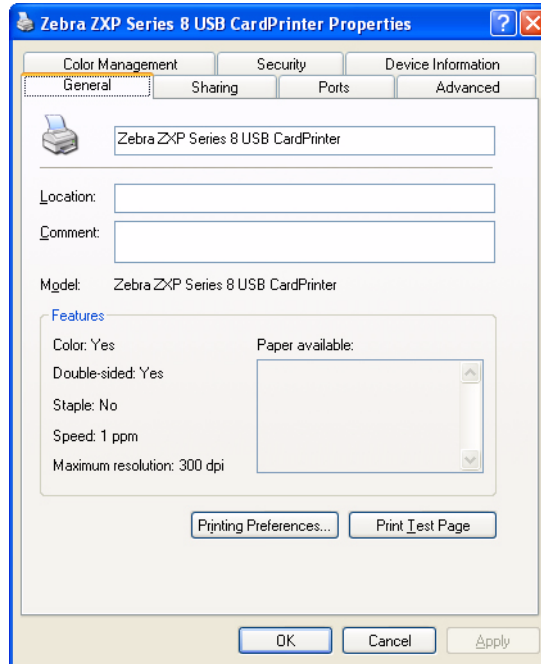 Zebra ZXP Series 8 USB CardPrinter Properties
Color Management Security Device Information
General Sharing Ports Advanced
Zebra ZXP Series 8 USB CardPrinter
Location:
Comment:
Model: Zebra ZXP Series 8 USB CardPrinter
Features
Color: Yes Paper available:
Double-sided: Yes
Staple: No
Speed: 1 ppm
Maximum resolution: 300 dpi
Printing Preferences... Print Test Page
OK Cancel Apply